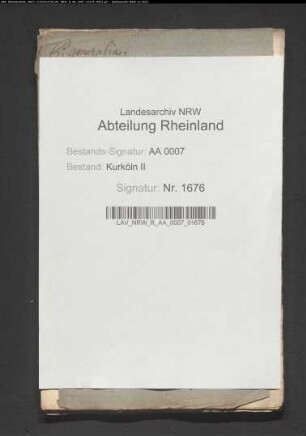 Landesarchiv NRW
Abteilung Rheinland
Bestands-Signatur: AA 0007
Bestand: Kurköln II
Signatur: Nr. 1676
LAV_NRW_R_AA_0007_01676